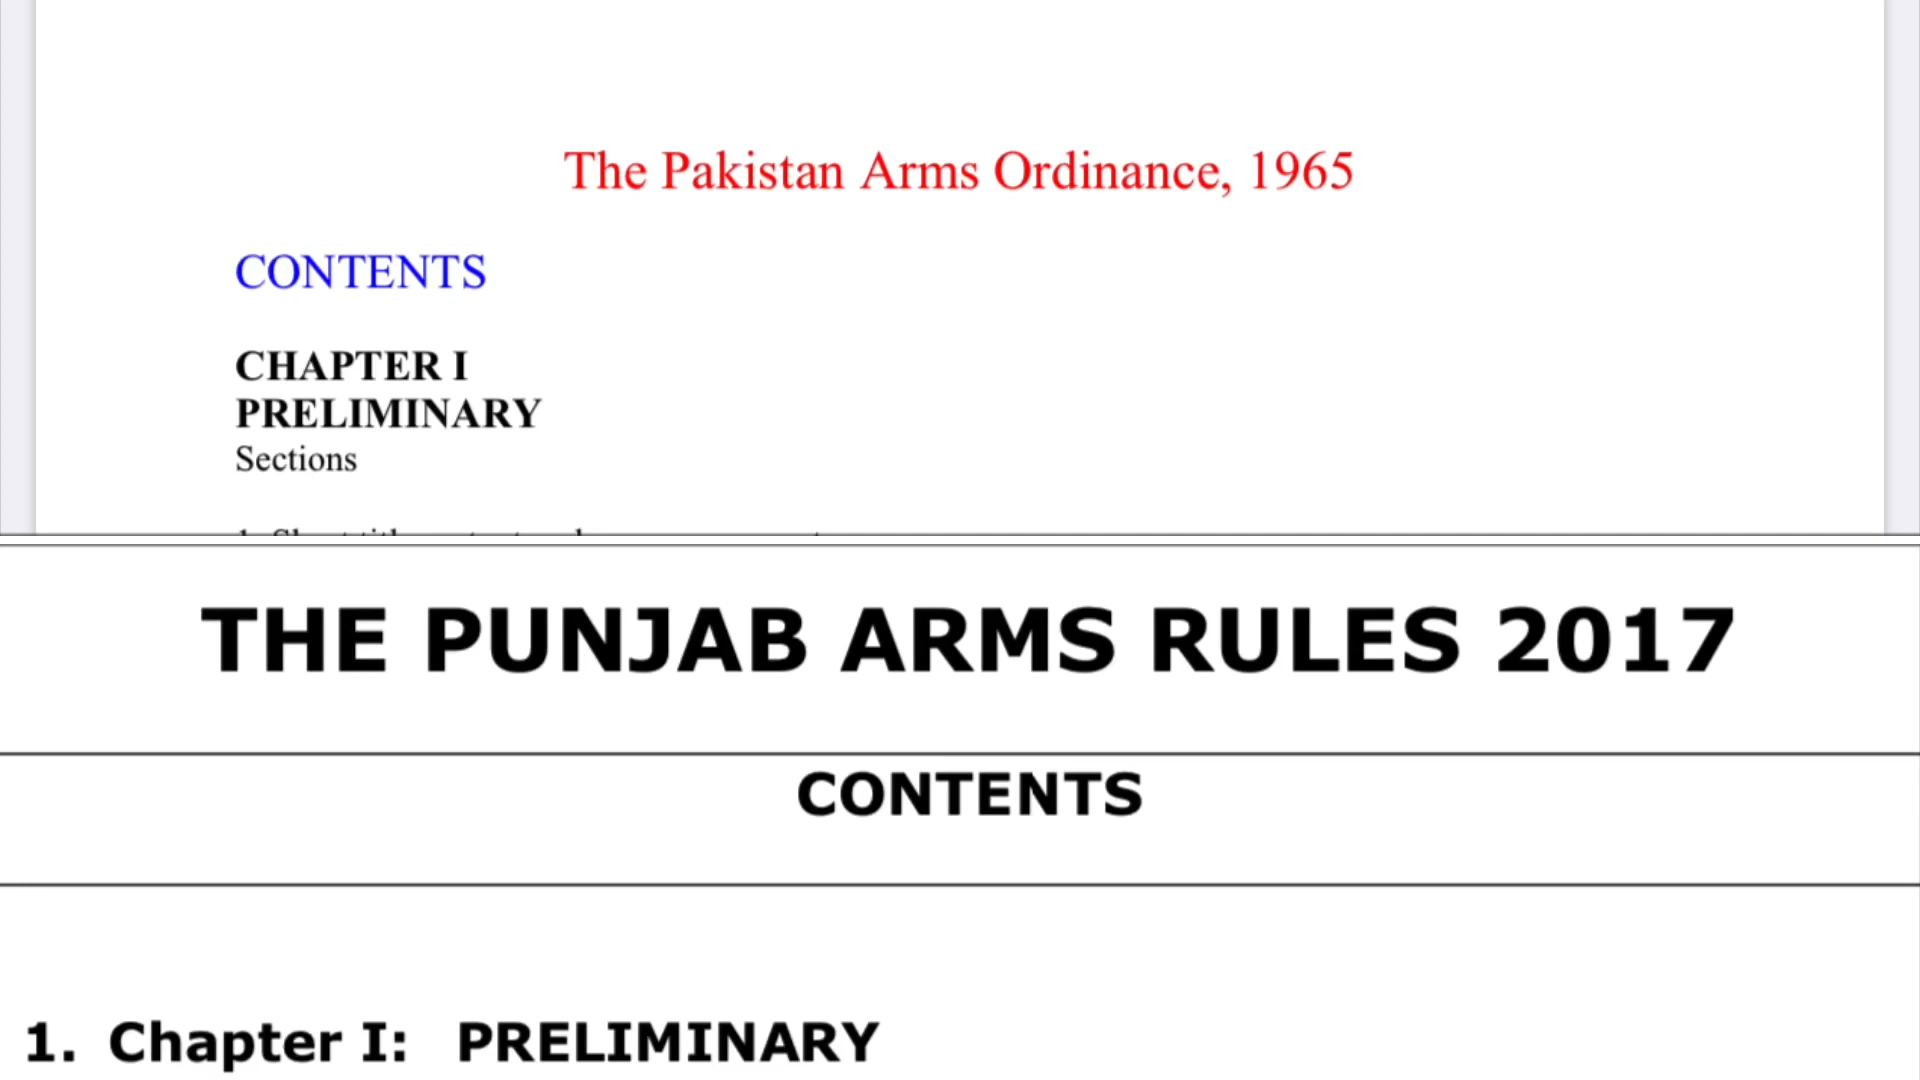 The Pakistan Arms Ordinance, 1965
CONTENTS
CHAPTER I
PRELIMINARY
Sections
THE PUNJAB ARMS RULES 2017
CONTENTS
1. Chapter I: PRELIMINARY